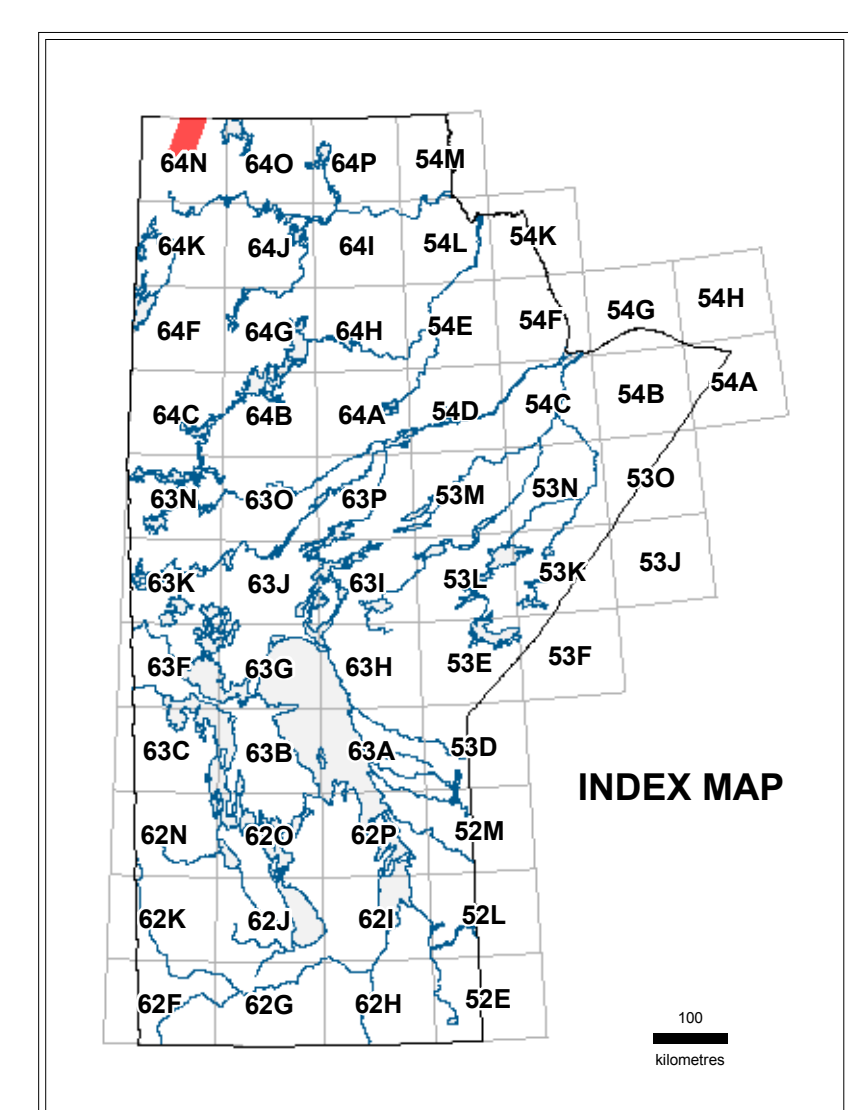 64N 64O 64P 54M
64K 64J 64I 54L 54K
64F 64G 64H 54E 54F 54G 54H
64C 64B 64A 54D 54C 54B 54A
63N 63O 63P 53M 53N 53O
63K 63J 63I 53L 53K 53J
63F 63G 63H 53E 53F
63C 63B 63A 53D
INDEX MAP
62N 62O 62P 52M
62K 62J 62I 52L
62F 62G 62H 52E
100
kilometres